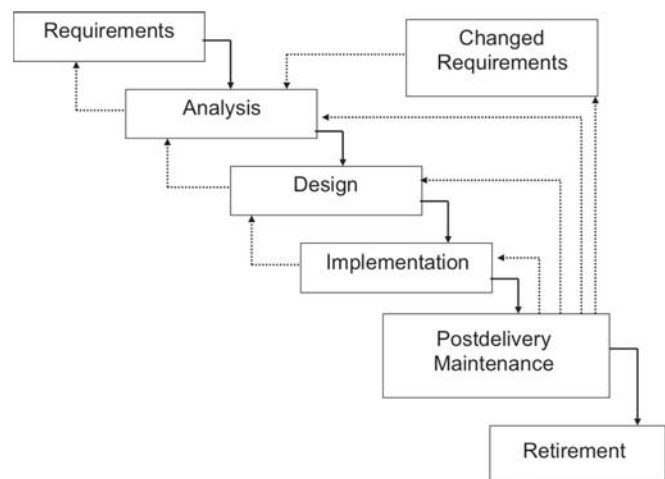 Requirements
Changed
Requirements
Analysis
Design
Implementation
Postdelivery
Maintenance
Retirement